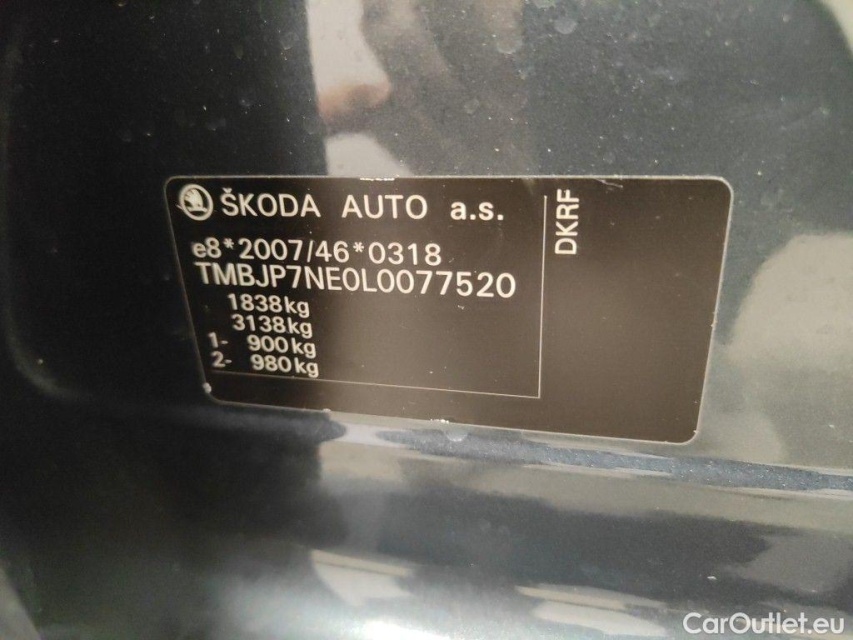 ŠKODA AUTO a.s.
e8*2007/46*0318
TMBJP7NE0L0077520
1838kg
3138kg
1- 900kg
2- 980kg
DKRF
CarOutlet.eu